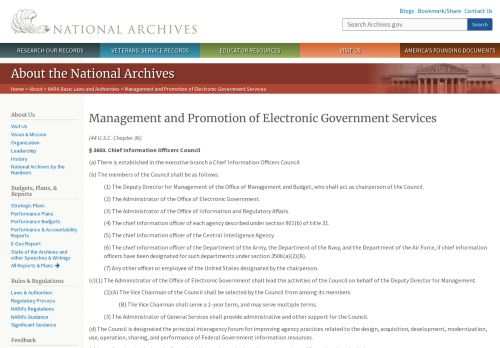 Blogs · Bookmark/Share · Contact Us
NATIONAL ARCHIVES
Search Archives.gov
Search
RESEARCH OUR RECORDS
VETERANS' SERVICE RECORDS
EDUCATOR RESOURCES
VISIT US
AMERICA'S FOUNDING DOCUMENTS
About the National Archives
Home > About > NARA Basic Laws and Authorities > Management and Promotion of Electronic Government Services
About Us
Visit Us
Vision & Mission
Organization
Leadership
History
National Archives by the
Numbers
Budgets, Plans, &
Reports
Strategic Plans
Performance Plans
Performance Budgets
Performance & Accountability
Reports
E-Gov Report
State of the Archives and
other Speeches & Writings
All Reports & Plans
Rules & Regulations
Laws & Authorities
Regulatory Process
NARA's Regulations
NARA's Guidance
Significant Guidance
Feedback
Management and Promotion of Electronic Government Services
(44 U.S.C. Chapter 36)
§ 3603. Chief Information Officers Council
(a) There is established in the executive branch a Chief Information Officers Council.
(b) The members of the Council shall be as follows:
(1) The Deputy Director for Management of the Office of Management and Budget, who shall act as chairperson of the Council.
(2) The Administrator of the Office of Electronic Government.
(3) The Administrator of the Office of Information and Regulatory Affairs.
(4) The chief information officer of each agency described under section 901(b) of title 31.
(5) The chief information officer of the Central Intelligence Agency.
(6) The chief information officer of the Department of the Army, the Department of the Navy, and the Department of the Air Force, if chief information
officers have been designated for such departments under section 3506(a)(2)(B).
(7) Any other officer or employee of the United States designated by the chairperson.
(c)(1) The Administrator of the Office of Electronic Government shall lead the activities of the Council on behalf of the Deputy Director for Management.
(2)(A) The Vice Chairman of the Council shall be selected by the Council from among its members.
(B) The Vice Chairman shall serve a 1-year term, and may serve multiple terms.
(3) The Administrator of General Services shall provide administrative and other support for the Council.
(d) The Council is designated the principal interagency forum for improving agency practices related to the design, acquisition, development, modernization,
use, operation, sharing, and performance of Federal Government information resources.